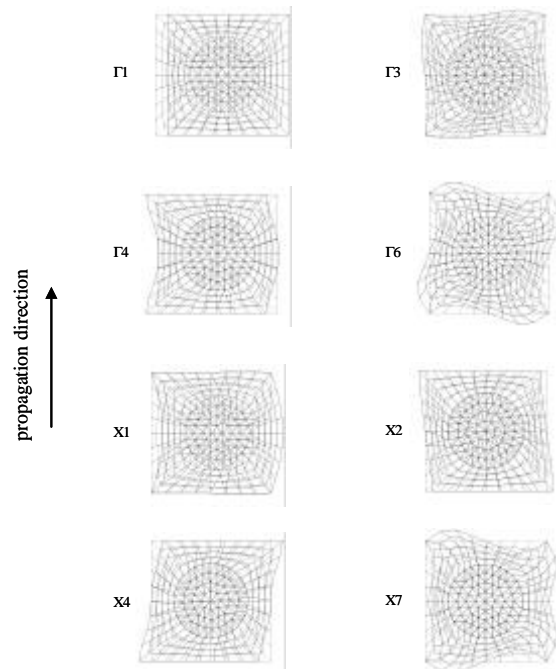 Γ1
Γ3
Γ4
Γ6
propagation direction
X1
X2
X4
X7